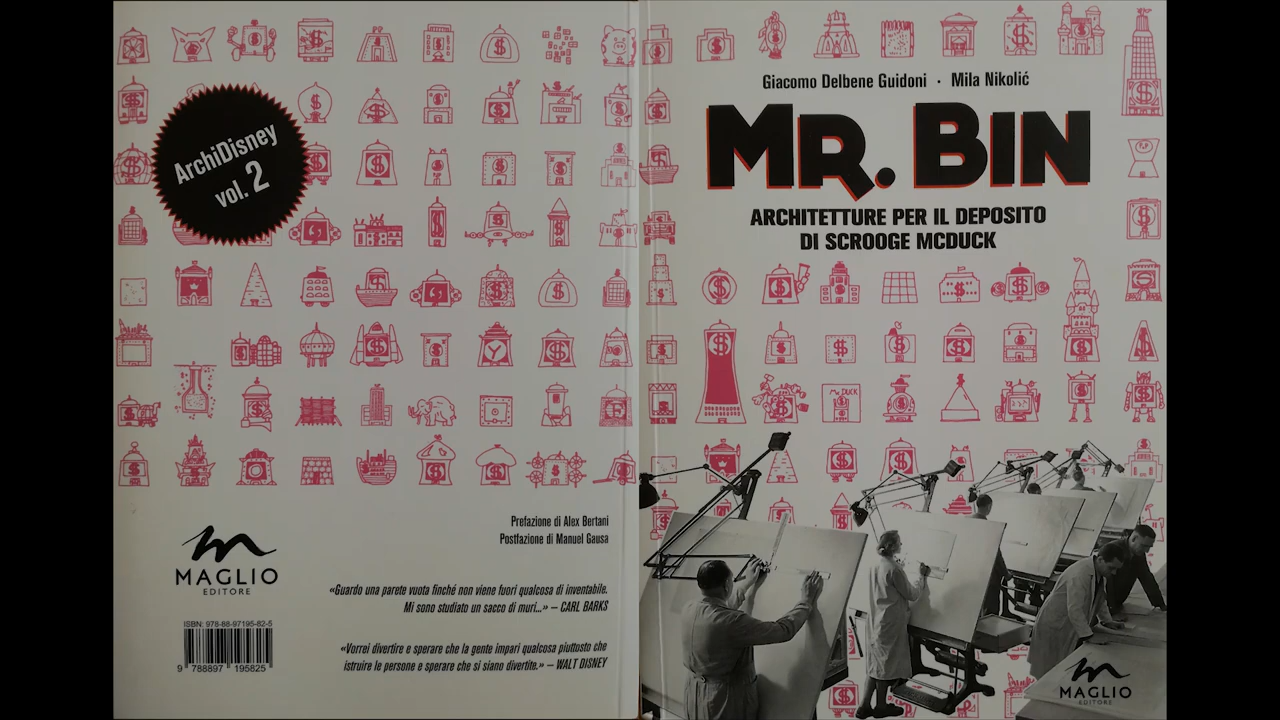 ArchiDisney
vol. 2
MAGLIO
EDITORE
ISBN: 978-88-97195-82-5
9 788897 195825
Prefazione di Alex Bertani
Postfazione di Manuel Gausa
«Guardo una parete vuota finché non viene fuori qualcosa di inventabile.
Mi sono studiato un sacco di muri...» – CARL BARKS
«Vorrei divertire e sperare che la gente impari qualcosa piuttosto che
istruire le persone e sperare che si siano divertite.» – WALT DISNEY
Giacomo Delbene Guidoni · Mila Nikolić
MR. BIN
ARCHITETTURE PER IL DEPOSITO
DI SCROOGE MCDUCK
Mc DUCK
MAGLIO
EDITORE